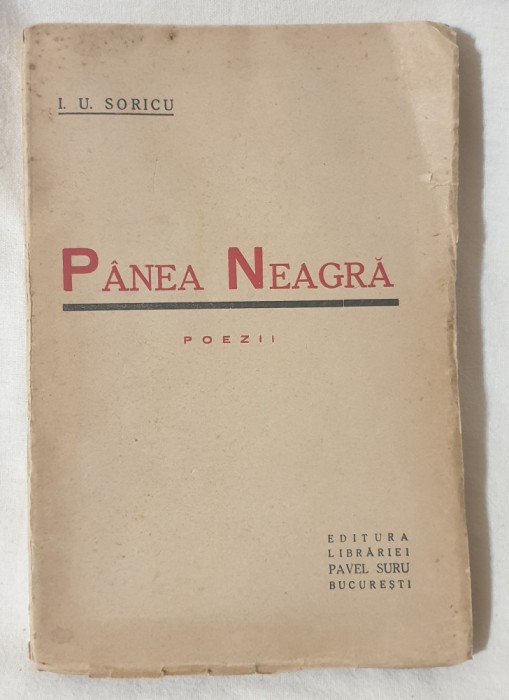 I. U. SORICU
PÂNEA NEAGRĂ
POEZII
EDITURA
LIBRĂRIEI
PAVEL SURU
BUCUREȘTI